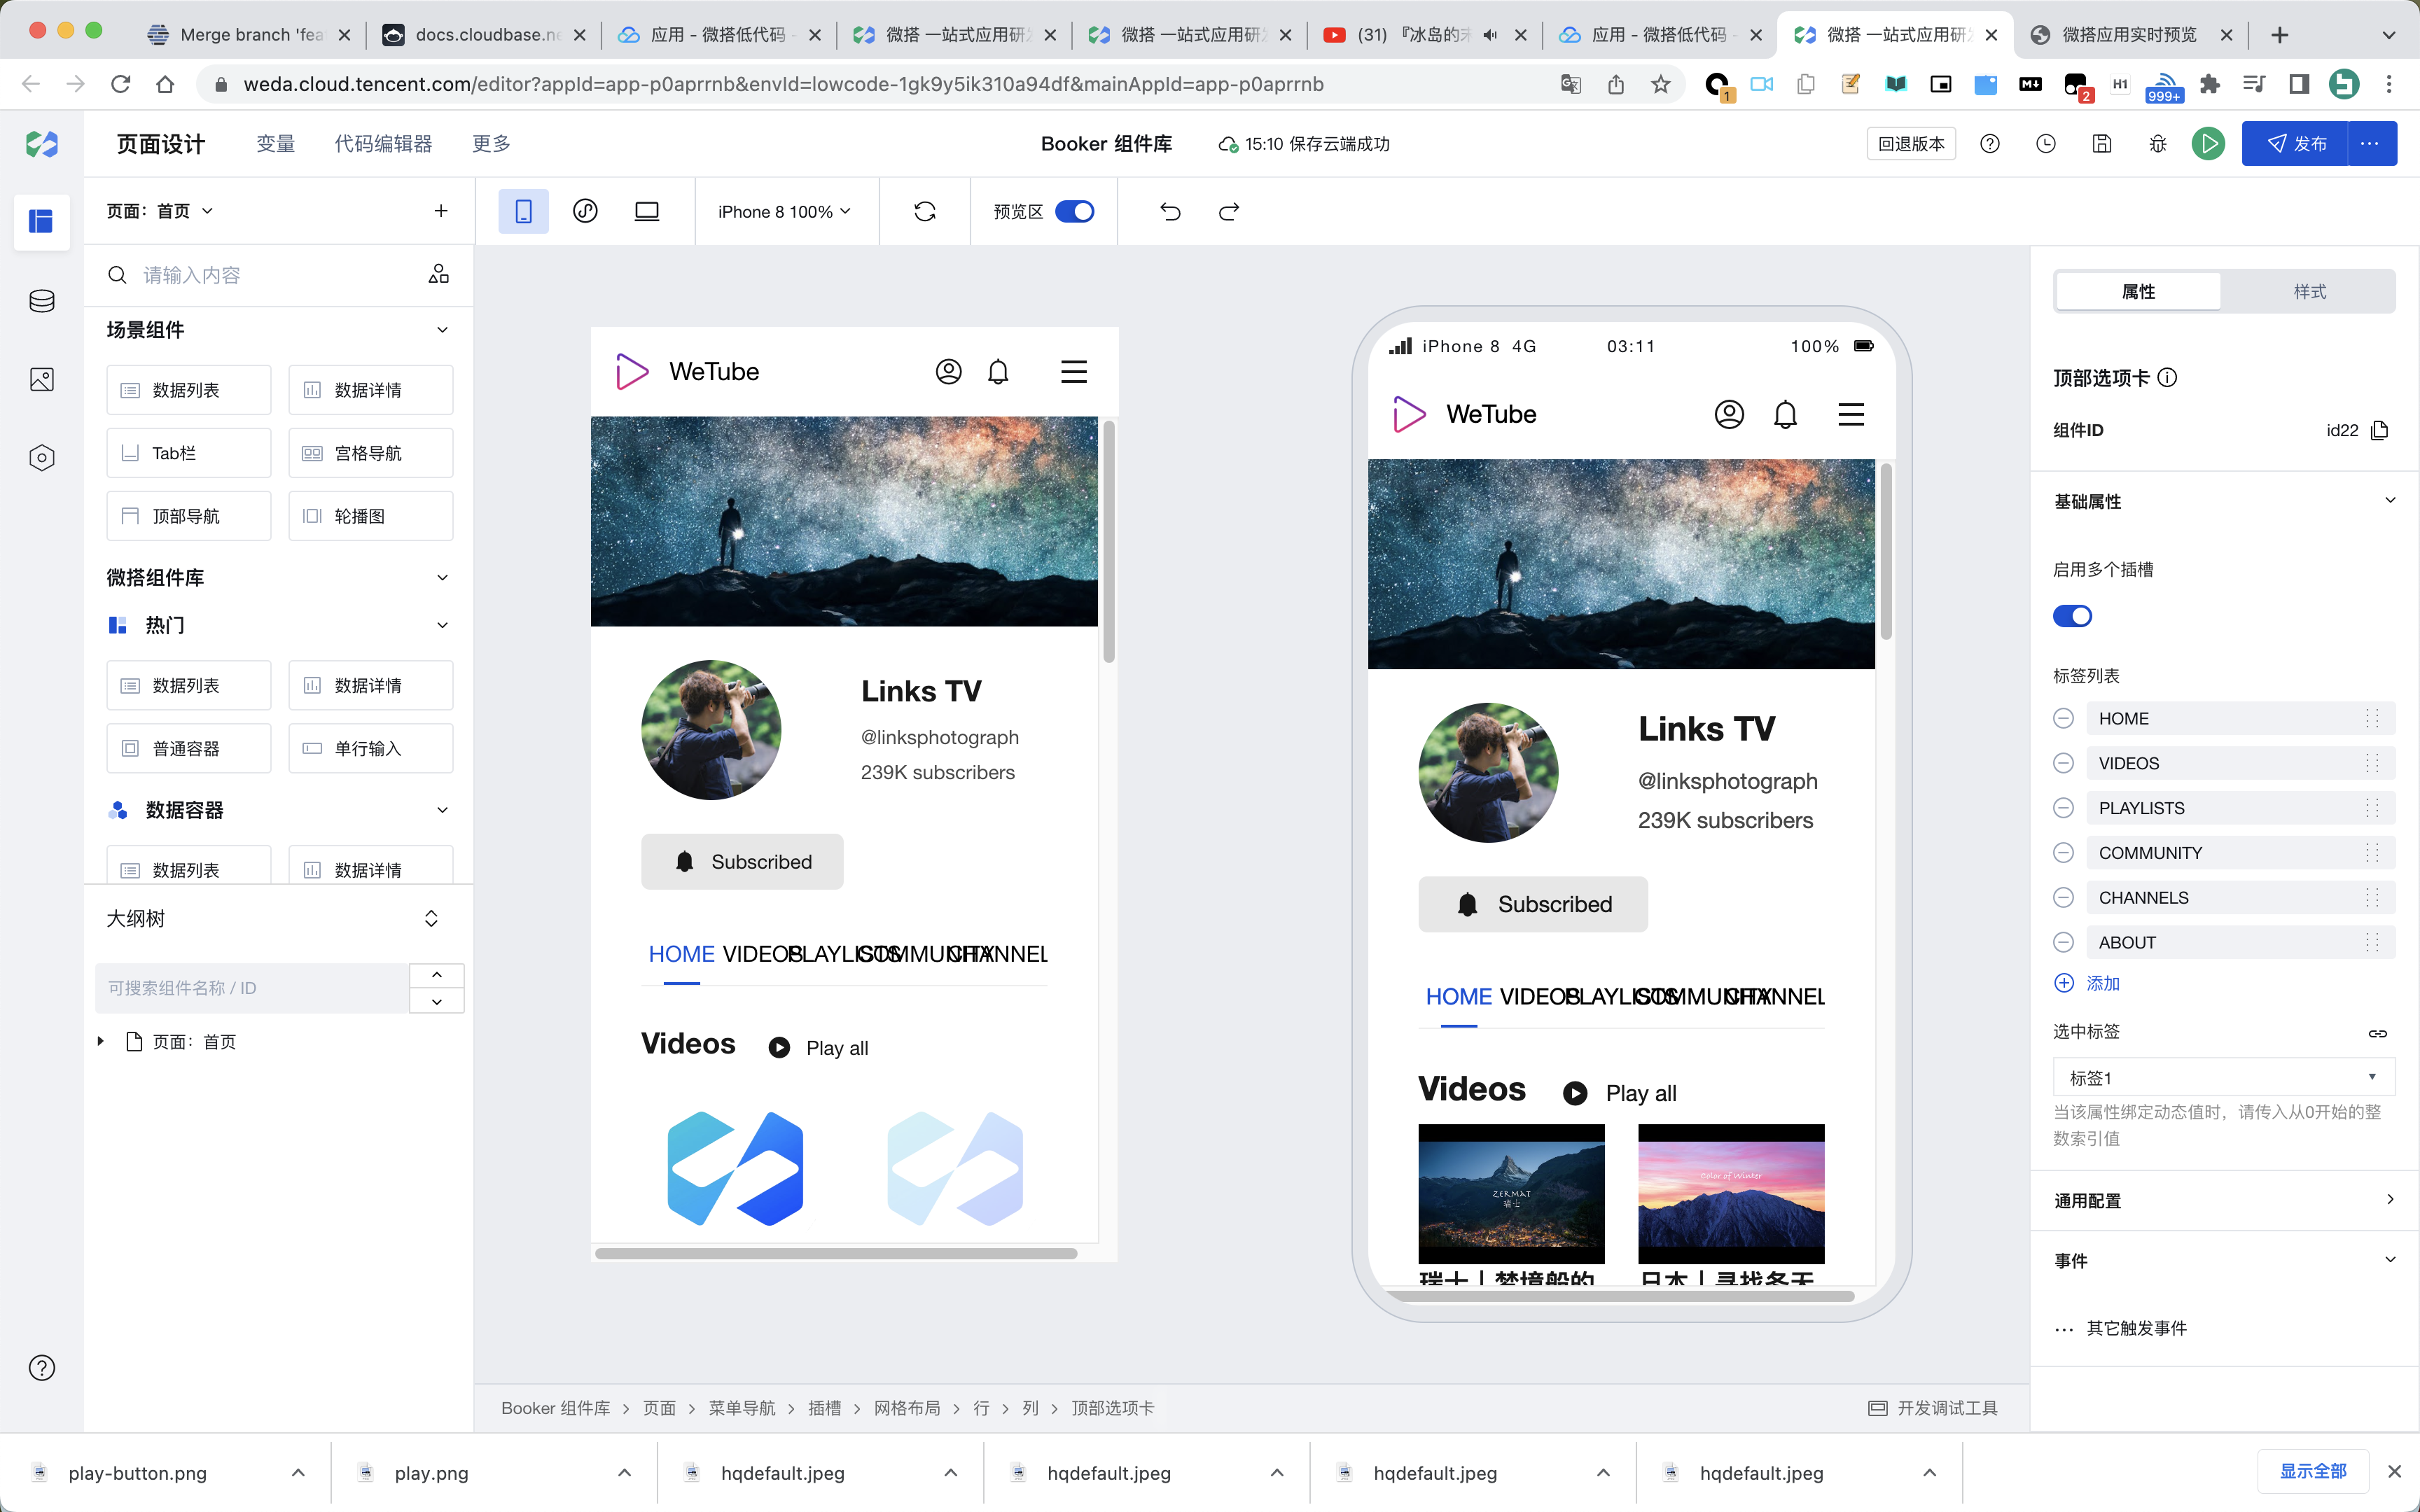 Merge branch 'fea
docs.cloudbase.ne
应用 - 微搭低代码 -
微搭 一站式应用研
微搭 一站式应用研
(31) 『冰岛的
应用 - 微搭低代码 -
微搭 一站式应用研
微搭应用实时预览
weda.cloud.tencent.com/editor?appId=app-p0aprrnb&envId=lowcode-1gk9y5ik310a94df&mainAppId=app-p0aprrnb
1
M↓
2
H1
999+
页面设计
变量
代码编辑器
更多
Booker 组件库
15:10 保存云端成功
回退版本
发布
页面：首页
iPhone 8 100%
预览区
请输入内容
场景组件
数据列表
数据详情
Tab栏
宫格导航
顶部导航
轮播图
微搭组件库
热门
数据列表
数据详情
普通容器
单行输入
数据容器
数据列表
数据详情
大纲树
可搜索组件名称 / ID
页面：首页
WeTube
Links TV
@linksphotograph
239K subscribers
Subscribed
HOME VIDEOS PLAYLISTS COMMUNITY CHANNEL
Videos
Play all
iPhone 8 4G
03:11
100%
WeTube
Links TV
@linksphotograph
239K subscribers
Subscribed
HOME VIDEOS PLAYLISTS COMMUNITY CHANNEL
Videos
Play all
ZERMAT
瑞士
Color of Winter
瑞士｜梦境般的
日本｜寻找冬天
属性
样式
顶部选项卡
组件ID
id22
基础属性
启用多个插槽
标签列表
HOME
VIDEOS
PLAYLISTS
COMMUNITY
CHANNELS
ABOUT
添加
选中标签
标签1
当该属性绑定动态值时，请传入从0开始的整
数索引值
通用配置
事件
其它触发事件
Booker 组件库 > 页面 > 菜单导航 > 插槽 > 网格布局 > 行 > 列 > 顶部选项卡
开发调试工具
play-button.png
play.png
hqdefault.jpeg
hqdefault.jpeg
hqdefault.jpeg
hqdefault.jpeg
显示全部